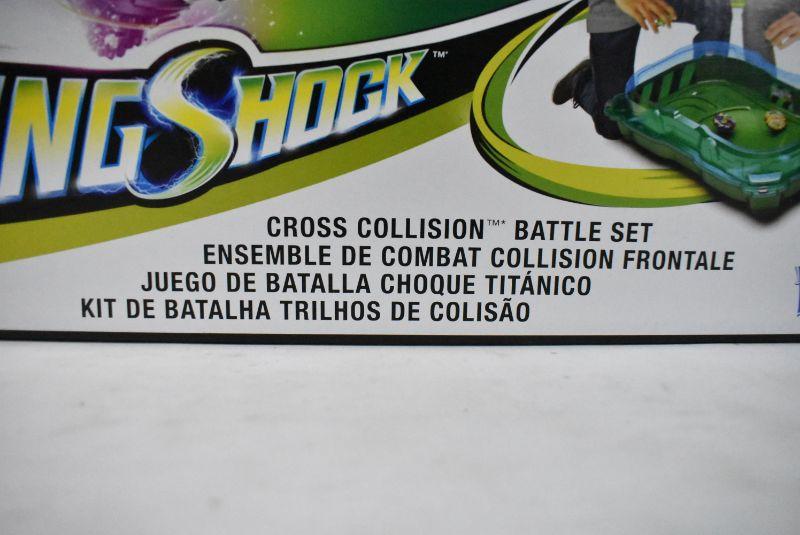 NGSHOCK™
CROSS COLLISION™* BATTLE SET
ENSEMBLE DE COMBAT COLLISION FRONTALE
JUEGO DE BATALLA CHOQUE TITÁNICO
KIT DE BATALHA TRILHOS DE COLISÃO